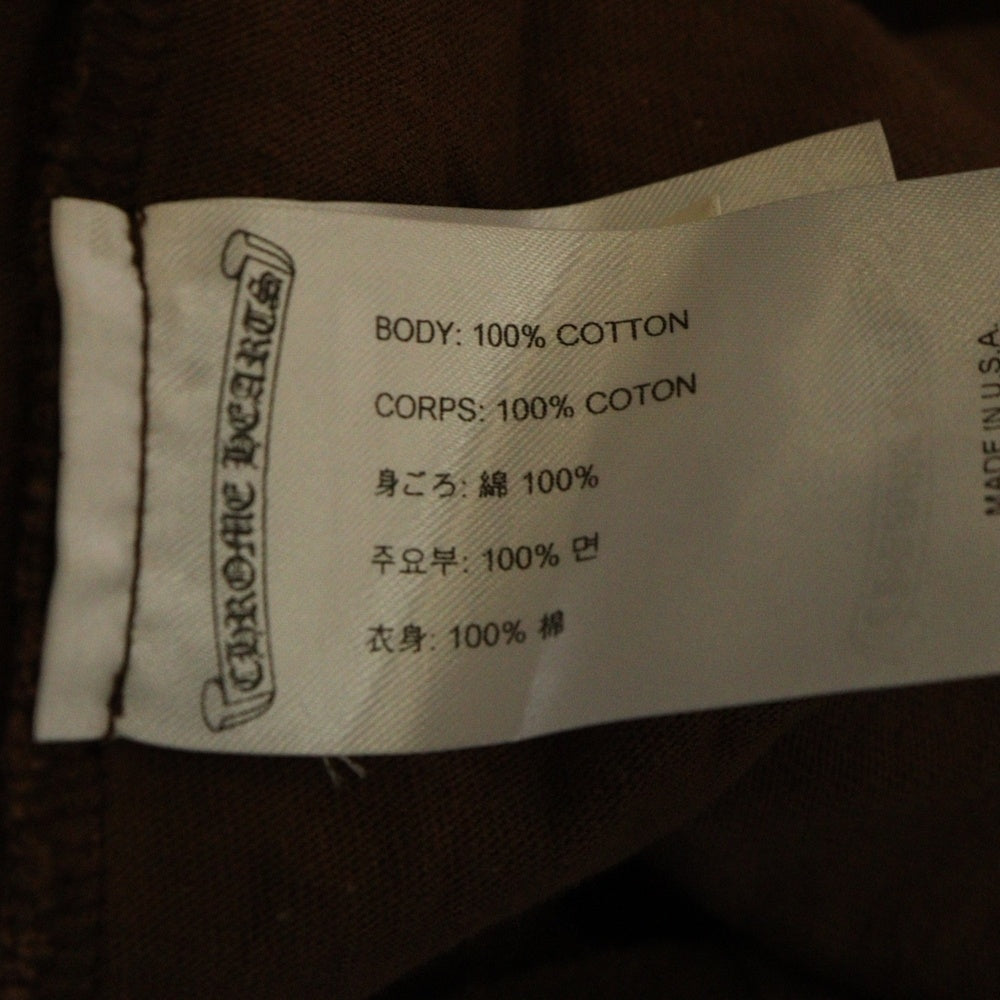 CHROME HEARTS
BODY: 100% COTTON
CORPS: 100% COTON
身ごろ: 綿 100%
주요부: 100% 면
衣身: 100% 棉
MADE IN U.S.A.